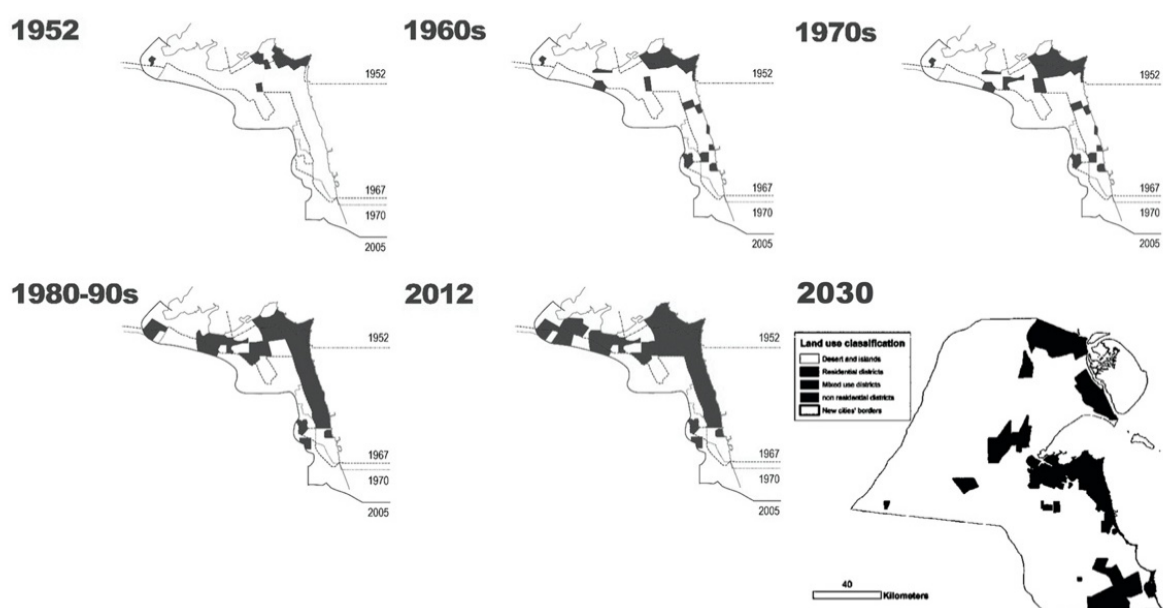 1952
1952
1967
1970
2005
1960s
1952
1967
1970
2005
1970s
1952
1967
1970
2005
1980-90s
1952
1967
1970
2005
2012
1952
1967
1970
2005
2030
Land use classification
Desert and islands
Residential districts
Mixed use districts
non residential districts
New cities' borders
40
Kilometers